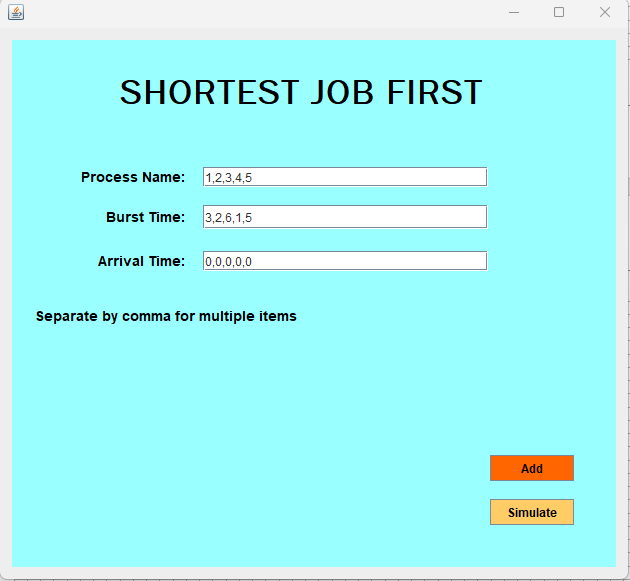 SHORTEST JOB FIRST
Process Name: 1,2,3,4,5
Burst Time: 3,2,6,1,5
Arrival Time: 0,0,0,0,0
Separate by comma for multiple items
Add
Simulate